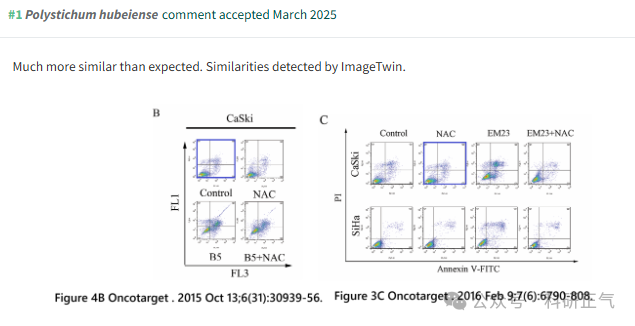 #1 Polystichum hubeiense comment accepted March 2025
Much more similar than expected. Similarities detected by ImageTwin.
B
CaSki
Control NAC
B5 B5+NAC
FL1
FL3
C
Control NAC EM23 EM23+NAC
CaSki
SiHa
PI
Annexin V-FITC
Figure 4B Oncotarget . 2015 Oct 13;6(31):30939-56.
Figure 3C Oncotarget . 2016 Feb 9;7(6):6790-808.
公众号 · 科研正气